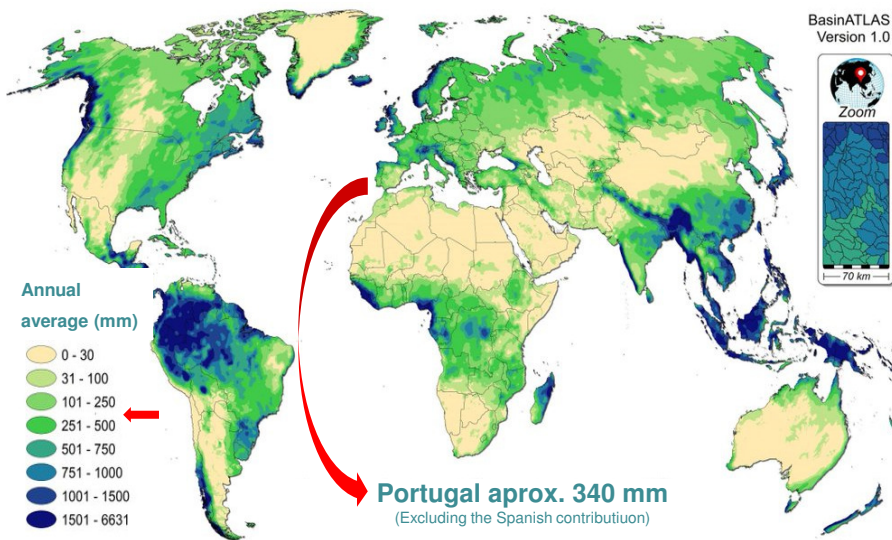 BasinATLAS
Version 1.0
Zoom
70 km
Annual
average (mm)
0 - 30
31 - 100
101 - 250
251 - 500
501 - 750
751 - 1000
1001 - 1500
1501 - 6631
Portugal aprox. 340 mm
(Excluding the Spanish contributiuon)